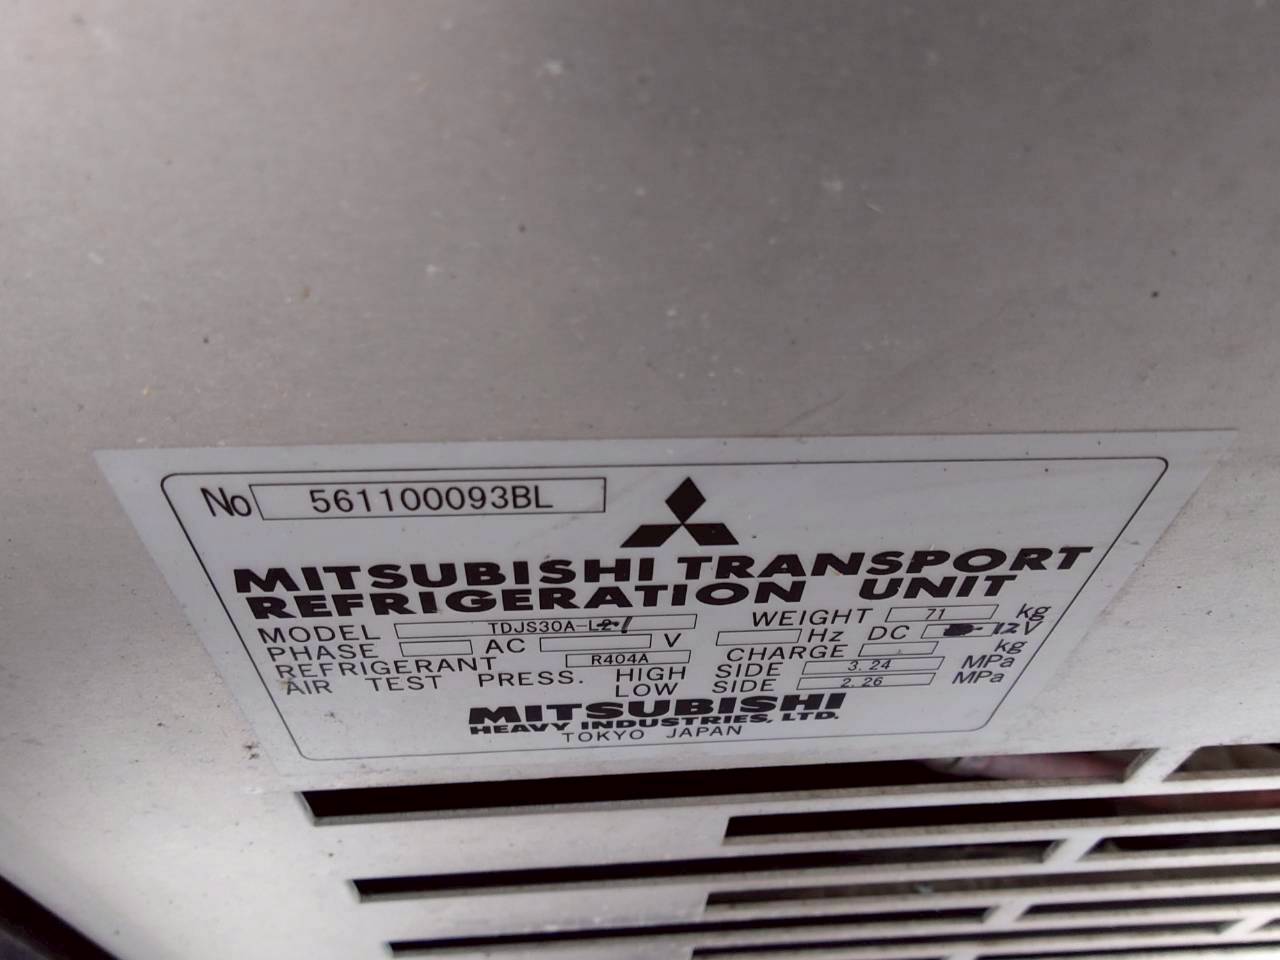 No 561100093BL
MITSUBISHI TRANSPORT
REFRIGERATION UNIT
MODEL TDJS30A-L WEIGHT 71 kg
PHASE AC V Hz DC 12V
REFRIGERANT R404A CHARGE kg
AIR TEST PRESS. HIGH SIDE 3.24 MPa
LOW SIDE 2.26 MPa
MITSUBISHI
HEAVY INDUSTRIES, LTD.
TOKYO JAPAN